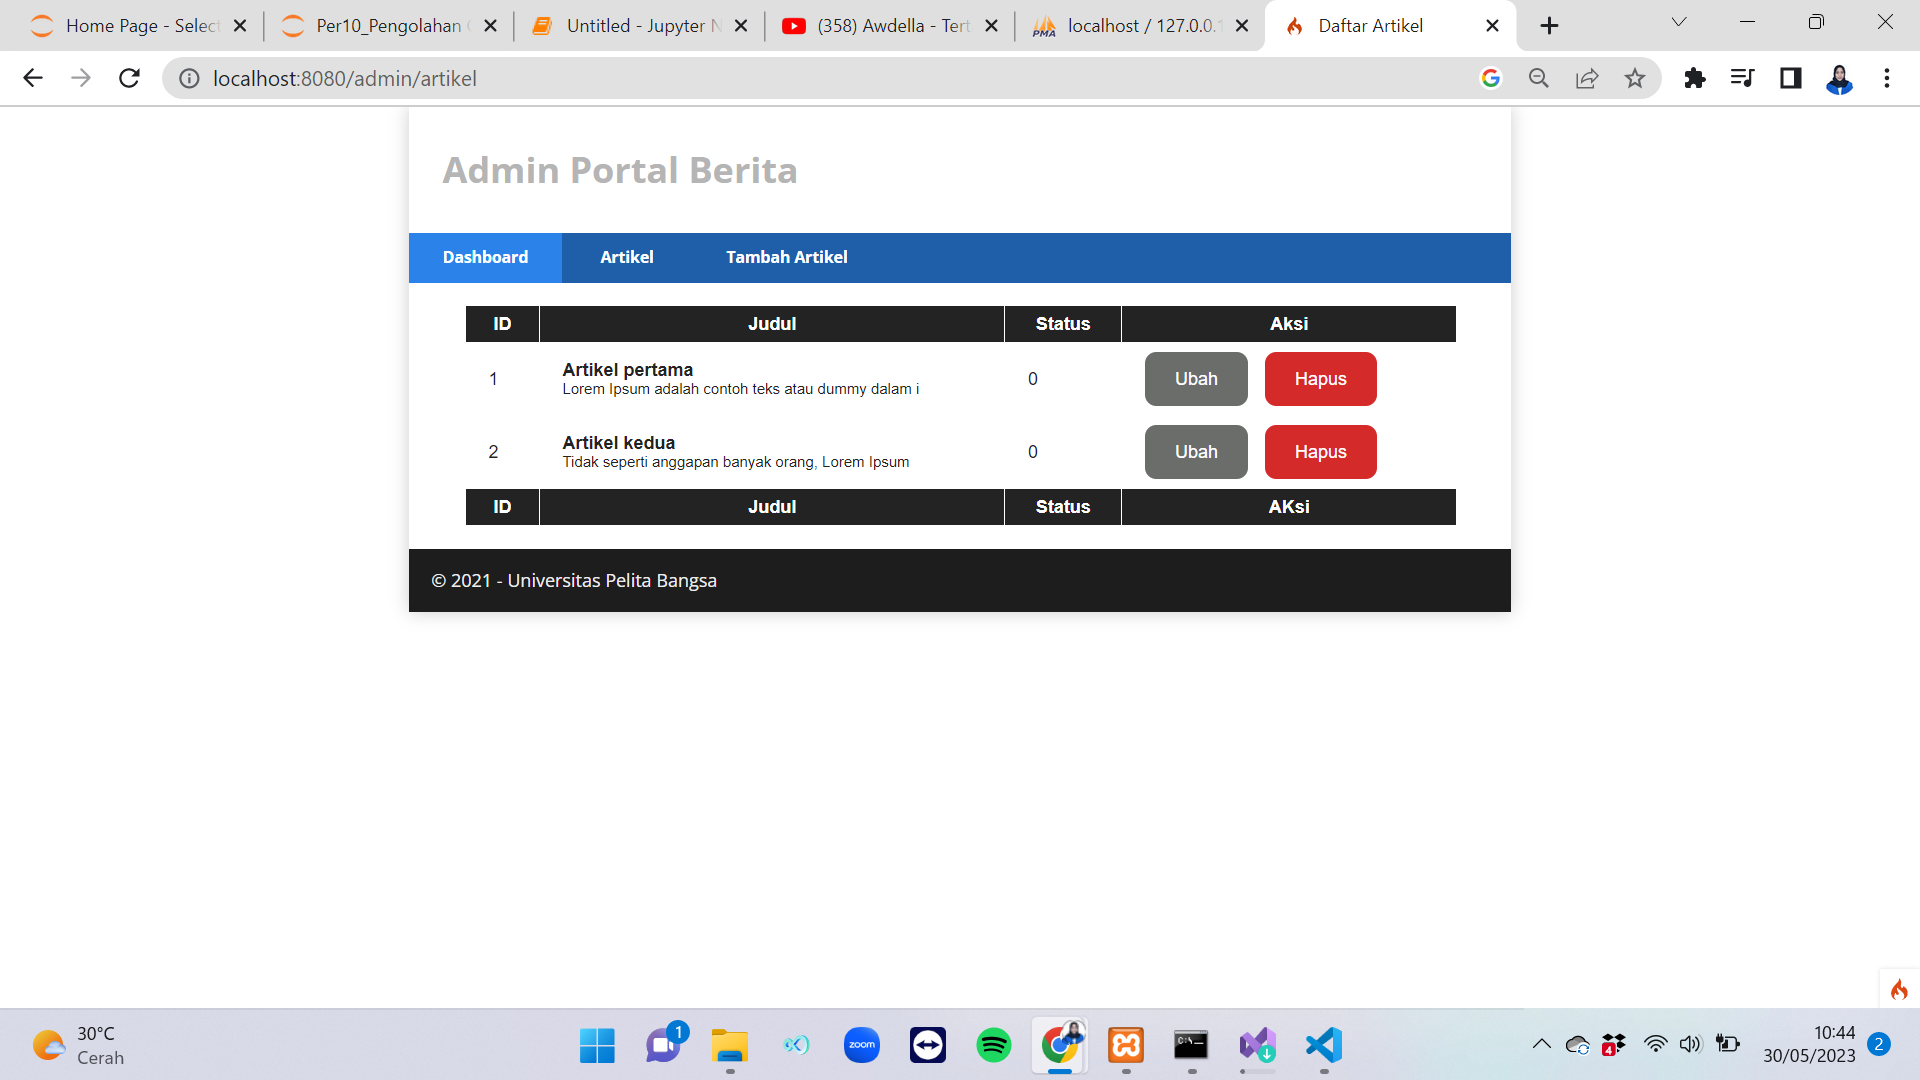 Home Page - Select
Per10_Pengolahan
Untitled - Jupyter N
(358) Awdella - Tert
PMA
localhost / 127.0.0.1
Daftar Artikel
localhost:8080/admin/artikel
Admin Portal Berita
Dashboard Artikel Tambah Artikel
ID Judul Status Aksi
1 Artikel pertama 0 Ubah Hapus
Lorem Ipsum adalah contoh teks atau dummy dalam i
2 Artikel kedua 0 Ubah Hapus
Tidak seperti anggapan banyak orang, Lorem Ipsum
ID Judul Status AKsi
© 2021 - Universitas Pelita Bangsa
30°C
Cerah
1
zoom
C:\
4
10:44
30/05/2023
2